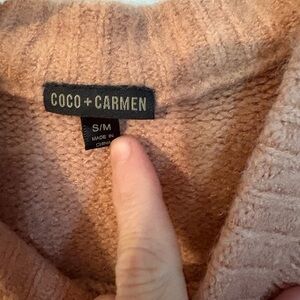 COCO + CARMEN
S/M
MADE IN
CHINA